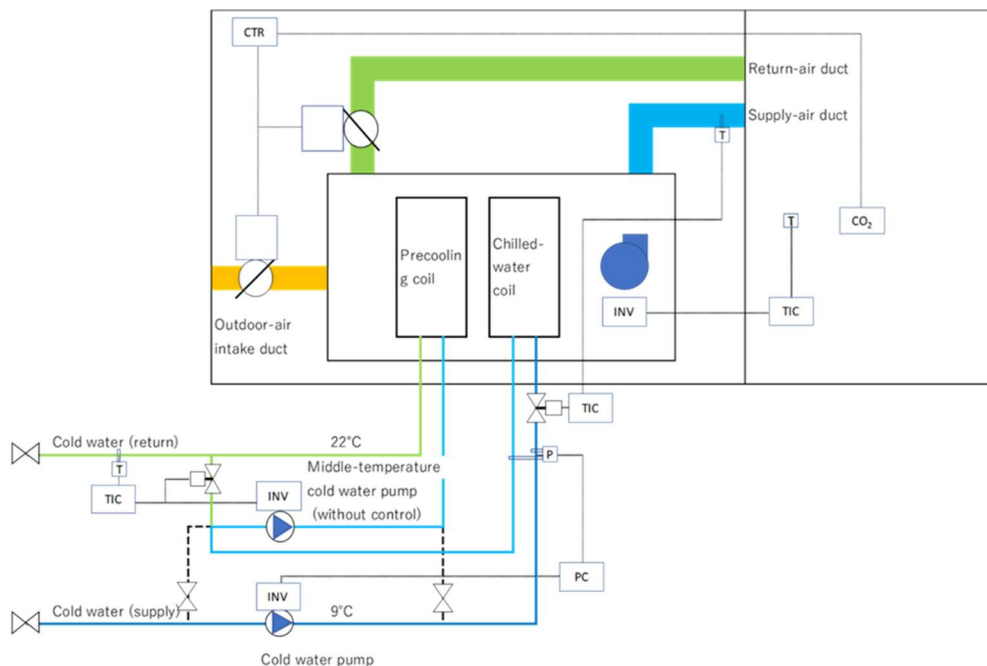 CTR
Return-air duct
Supply-air duct
T
Precoolin
g coil
Chilled-
water
coil
T
CO₂
INV
TIC
Outdoor-air
intake duct
TIC
Cold water (return)
22°C
T
P
Middle-temperature
cold water pump
(without control)
TIC
INV
PC
INV
Cold water (supply)
9°C
Cold water pump